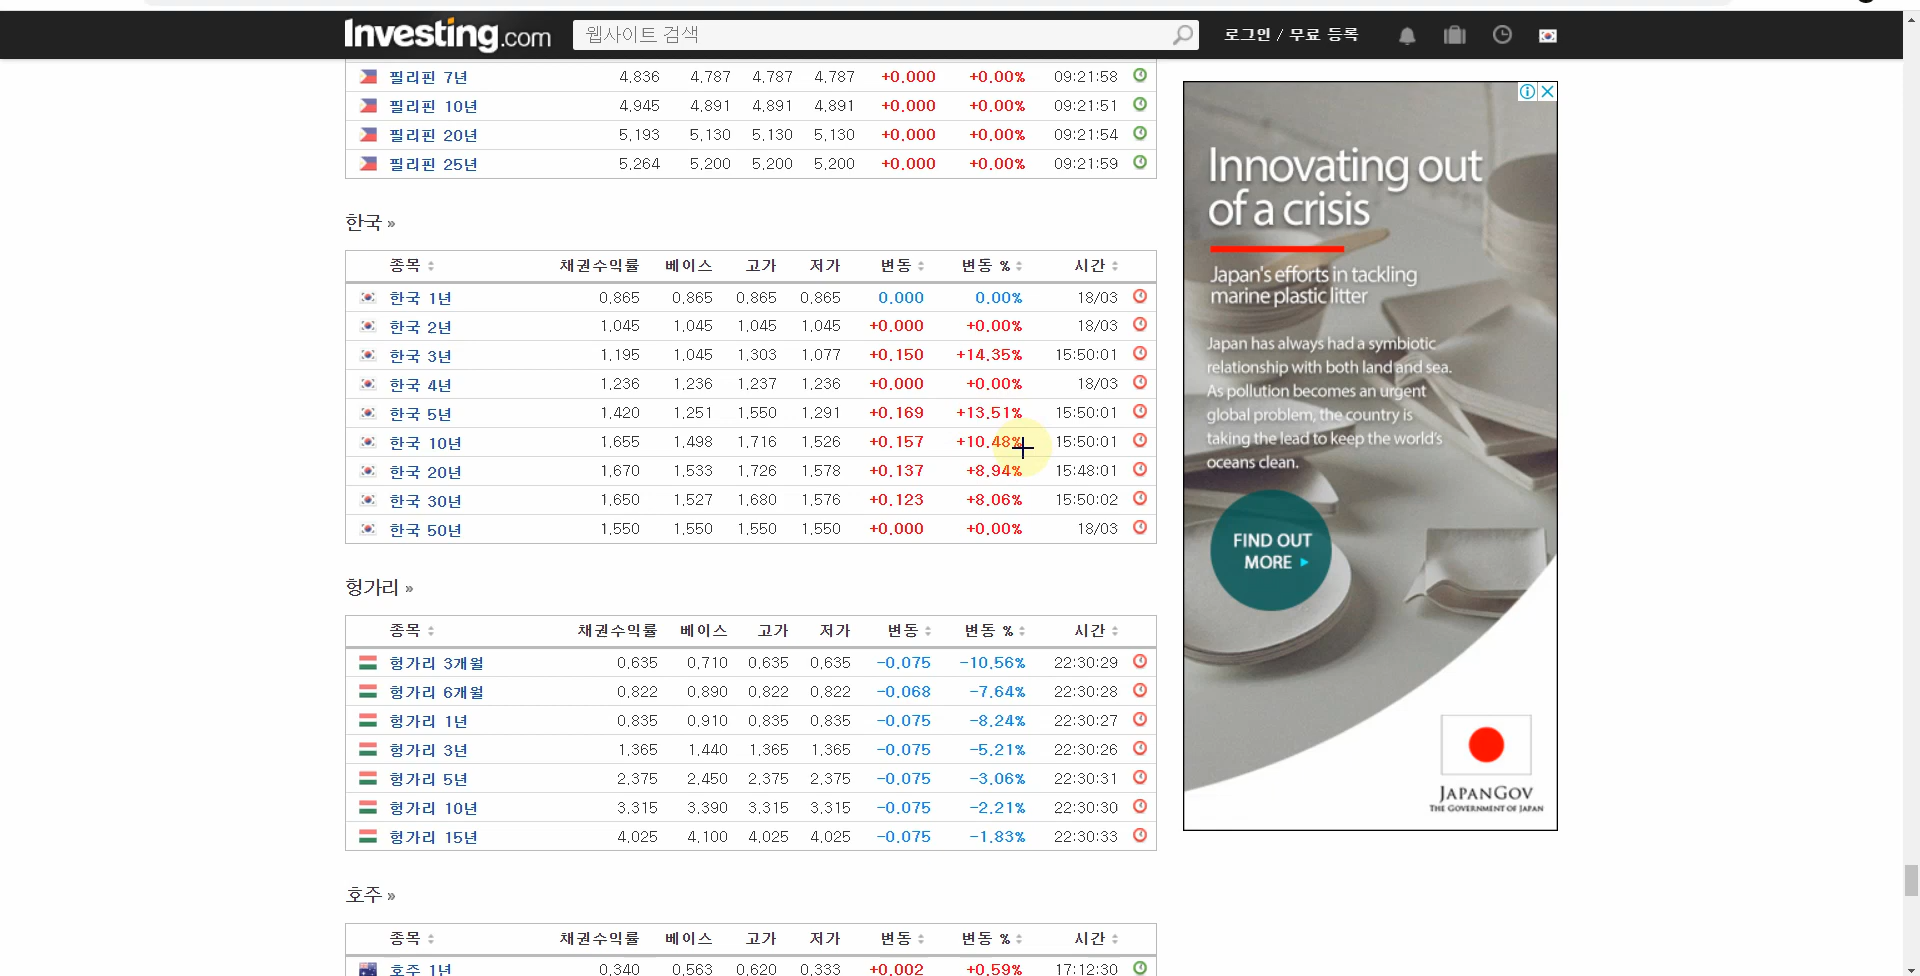 Investing.com 웹사이트 검색 로그인 / 무료 등록
필리핀 7년 4,836 4,787 4,787 4,787 +0,000 +0,00% 09:21:58
필리핀 10년 4,945 4,891 4,891 4,891 +0,000 +0,00% 09:21:51
필리핀 20년 5,193 5,130 5,130 5,130 +0,000 +0,00% 09:21:54
필리핀 25년 5,264 5,200 5,200 5,200 +0,000 +0,00% 09:21:59
한국 »
종목 채권수익률 베이스 고가 저가 변동 변동 % 시간
한국 1년 0,865 0,865 0,865 0,865 0,000 0,00% 18/03
한국 2년 1,045 1,045 1,045 1,045 +0,000 +0,00% 18/03
한국 3년 1,195 1,045 1,303 1,077 +0,150 +14,35% 15:50:01
한국 4년 1,236 1,236 1,237 1,236 +0,000 +0,00% 18/03
한국 5년 1,420 1,251 1,550 1,291 +0,169 +13,51% 15:50:01
한국 10년 1,655 1,498 1,716 1,526 +0,157 +10,48% 15:50:01
한국 20년 1,670 1,533 1,726 1,578 +0,137 +8,94% 15:48:01
한국 30년 1,650 1,527 1,680 1,576 +0,123 +8,06% 15:50:02
한국 50년 1,550 1,550 1,550 1,550 +0,000 +0,00% 18/03
헝가리 »
종목 채권수익률 베이스 고가 저가 변동 변동 % 시간
헝가리 3개월 0,635 0,710 0,635 0,635 -0,075 -10,56% 22:30:29
헝가리 6개월 0,822 0,890 0,822 0,822 -0,068 -7,64% 22:30:28
헝가리 1년 0,835 0,910 0,835 0,835 -0,075 -8,24% 22:30:27
헝가리 3년 1,365 1,440 1,365 1,365 -0,075 -5,21% 22:30:26
헝가리 5년 2,375 2,450 2,375 2,375 -0,075 -3,06% 22:30:31
헝가리 10년 3,315 3,390 3,315 3,315 -0,075 -2,21% 22:30:30
헝가리 15년 4,025 4,100 4,025 4,025 -0,075 -1,83% 22:30:33
호주 »
종목 채권수익률 베이스 고가 저가 변동 변동 % 시간
호주 1년 0,340 0,563 0,620 0,333 +0,002 +0,59% 17:12:30
Innovating out
of a crisis
Japan's efforts in tackling
marine plastic litter
Japan has always had a symbiotic
relationship with both land and sea.
As pollution becomes an urgent
global problem, the country is
taking the lead to keep the world's
oceans clean.
FIND OUT
MORE
JAPANGOV
THE GOVERNMENT OF JAPAN